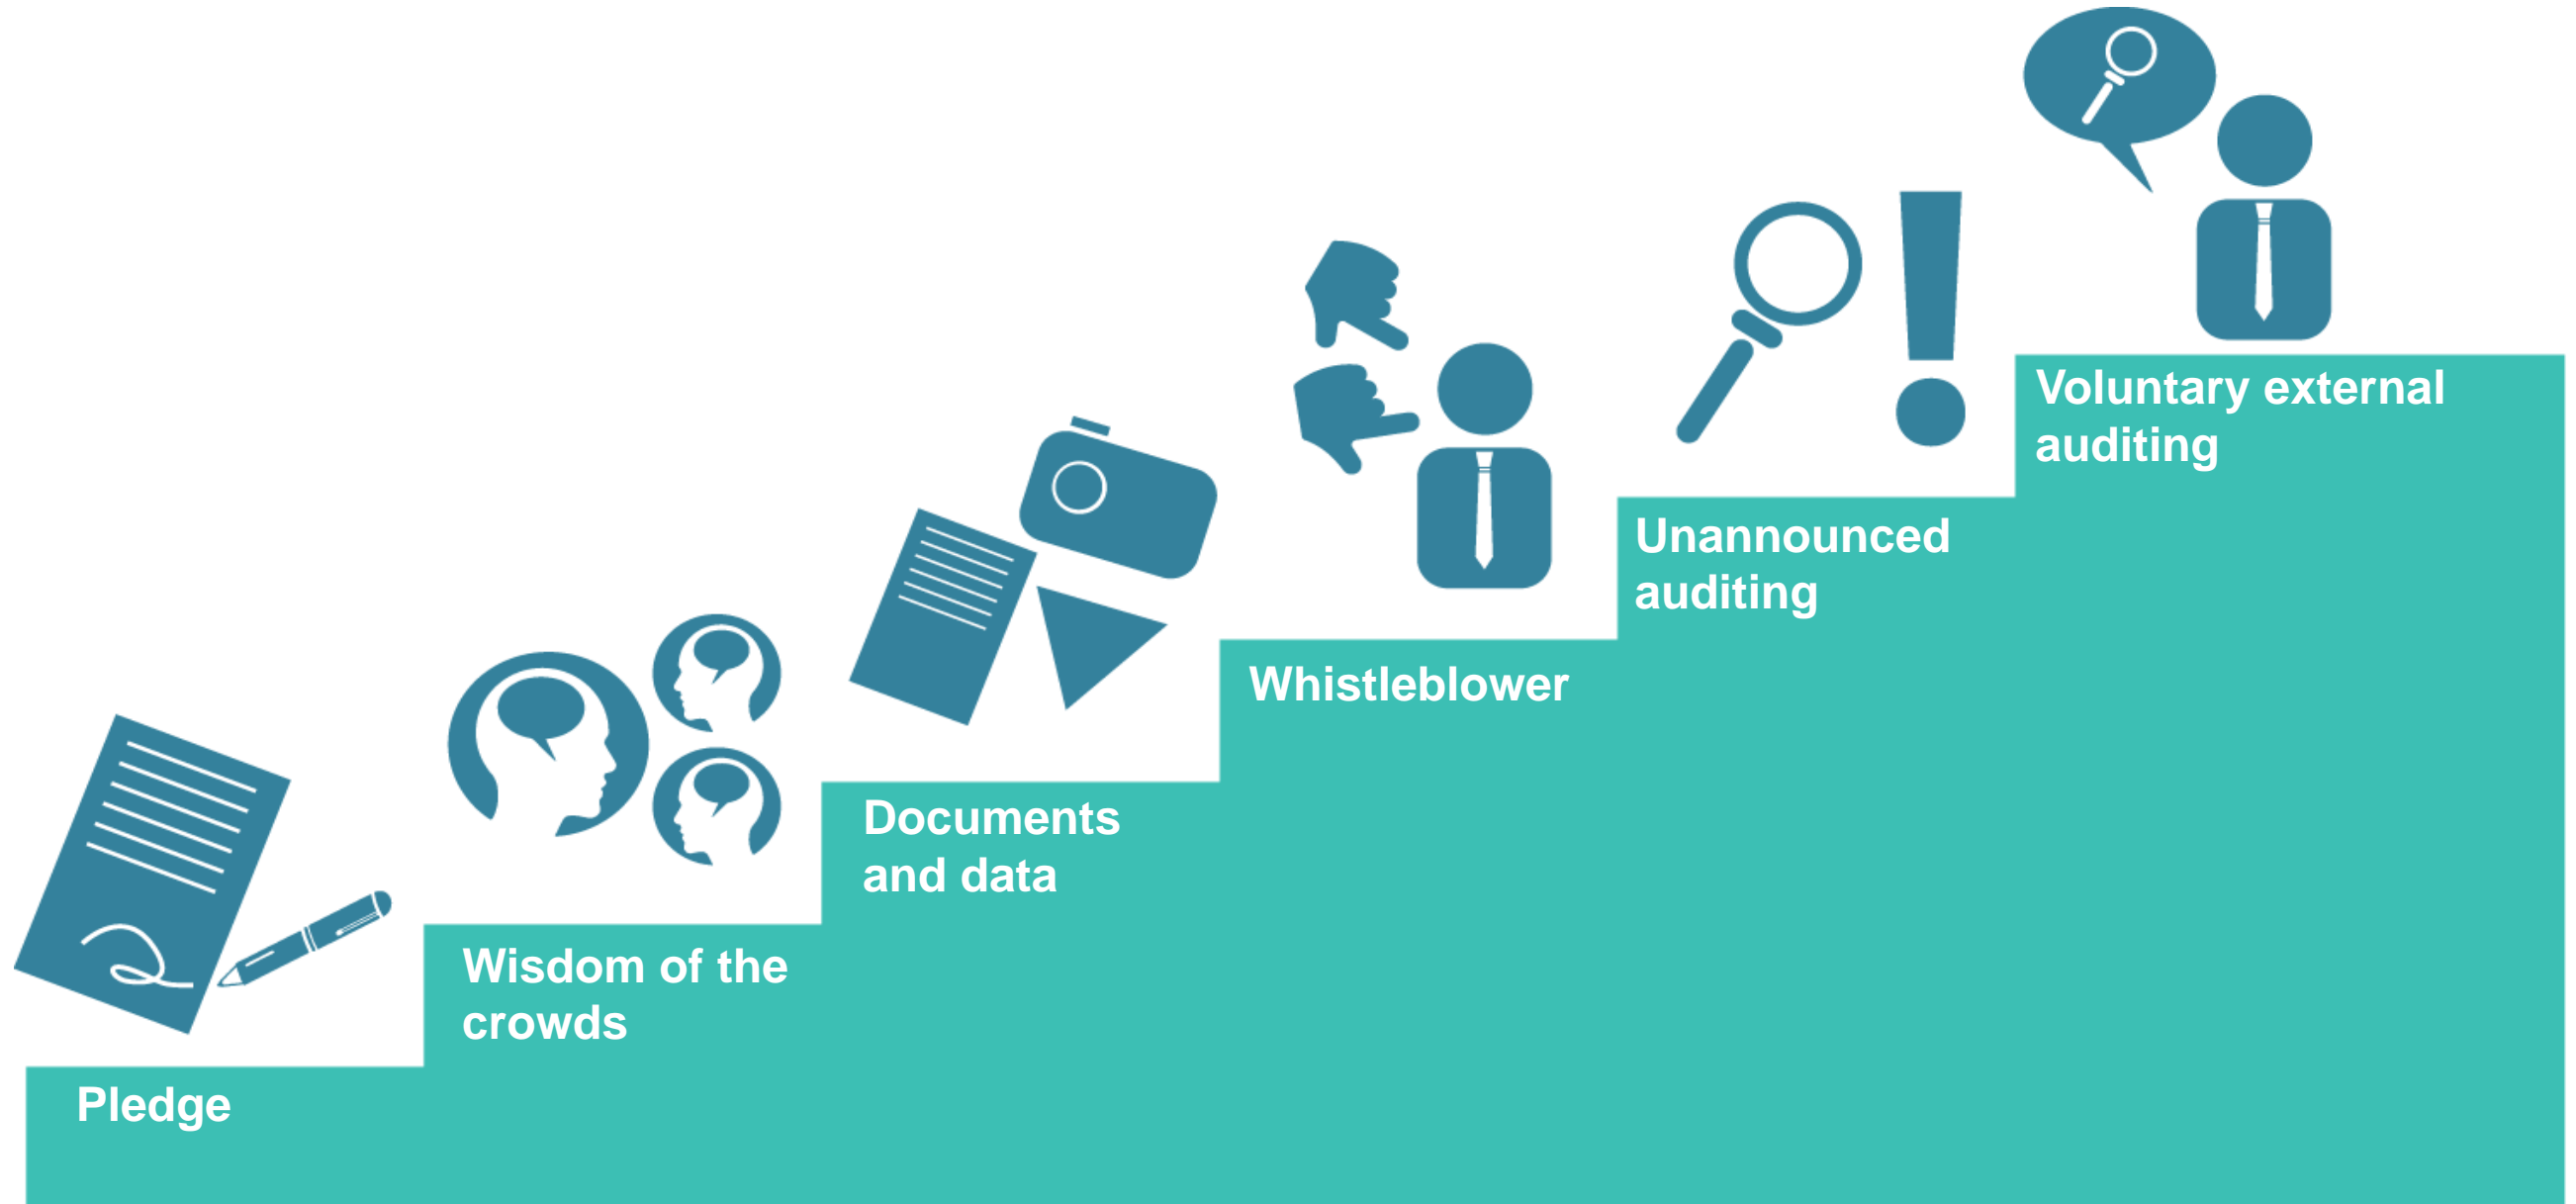 Pledge
Wisdom of the
crowds
Documents
and data
Whistleblower
Unannounced
auditing
Voluntary external
auditing